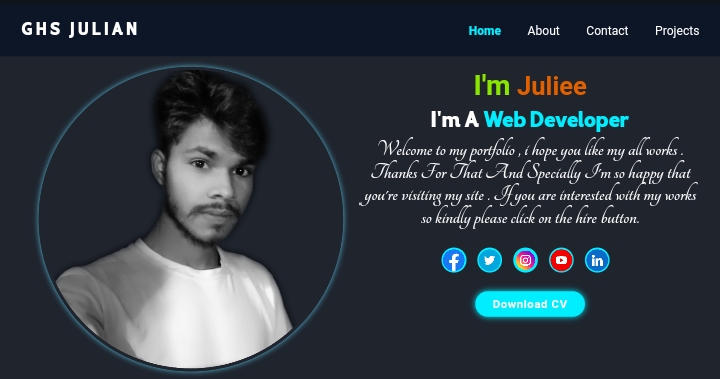 GHS JULIAN
Home About Contact Projects
I'm Juliee
I'm A Web Developer
Welcome to my portfolio , i hope you like my all works .
Thanks For That And Specially I'm so happy that
you're visiting my site . If you are interested with my works
so kindly please click on the hire button.
Download CV